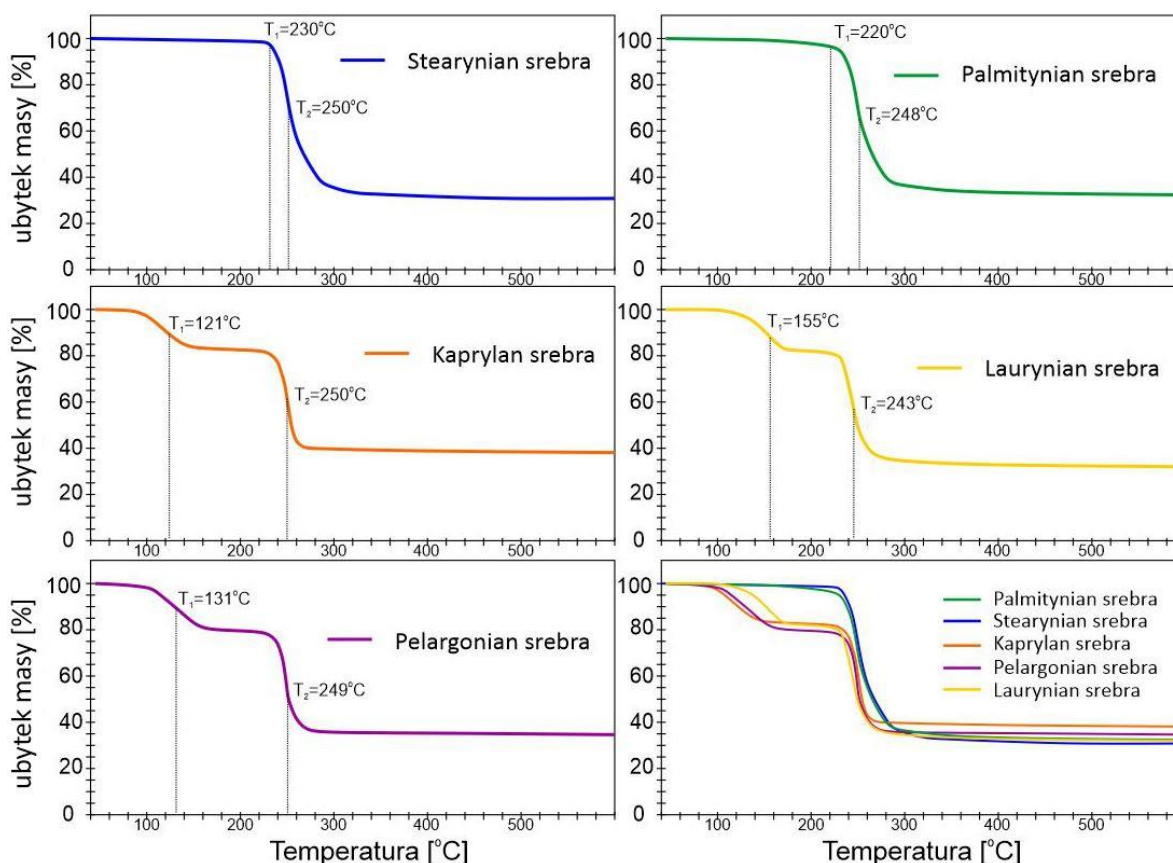 ubytek masy [%]
100
80
60
40
20
0
T₁=230°C
T₂=250°C
Stearynian srebra
100 200 300 400 500
100
80
60
40
20
0
T₁=220°C
T₂=248°C
Palmitynian srebra
100 200 300 400 500
ubytek masy [%]
100
80
60
40
20
0
T₁=121°C
T₂=250°C
Kaprylan srebra
100 200 300 400 500
100
80
60
40
20
0
T₁=155°C
T₂=243°C
Laurynian srebra
100 200 300 400 500
ubytek masy [%]
100
80
60
40
20
0
T₁=131°C
T₂=249°C
Pelargonian srebra
100 200 300 400 500
Temperatura [°C]
100
80
60
40
20
0
Palmitynian srebra
Stearynian srebra
Kaprylan srebra
Pelargonian srebra
Laurynian srebra
100 200 300 400 500
Temperatura [°C]